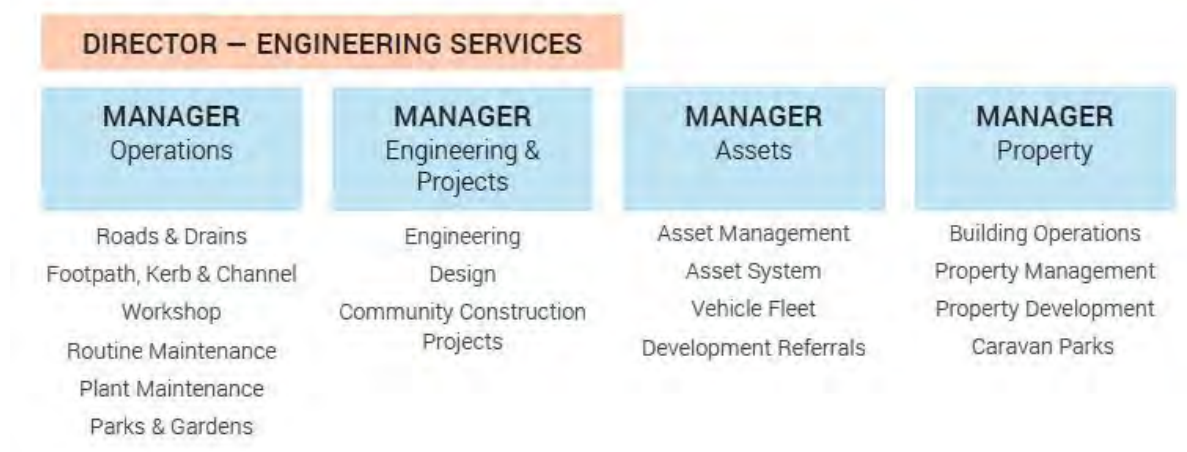 DIRECTOR — ENGINEERING SERVICES
MANAGER
Operations
Roads & Drains
Footpath, Kerb & Channel
Workshop
Routine Maintenance
Plant Maintenance
Parks & Gardens
MANAGER
Engineering &
Projects
Engineering
Design
Community Construction
Projects
MANAGER
Assets
Asset Management
Asset System
Vehicle Fleet
Development Referrals
MANAGER
Property
Building Operations
Property Management
Property Development
Caravan Parks